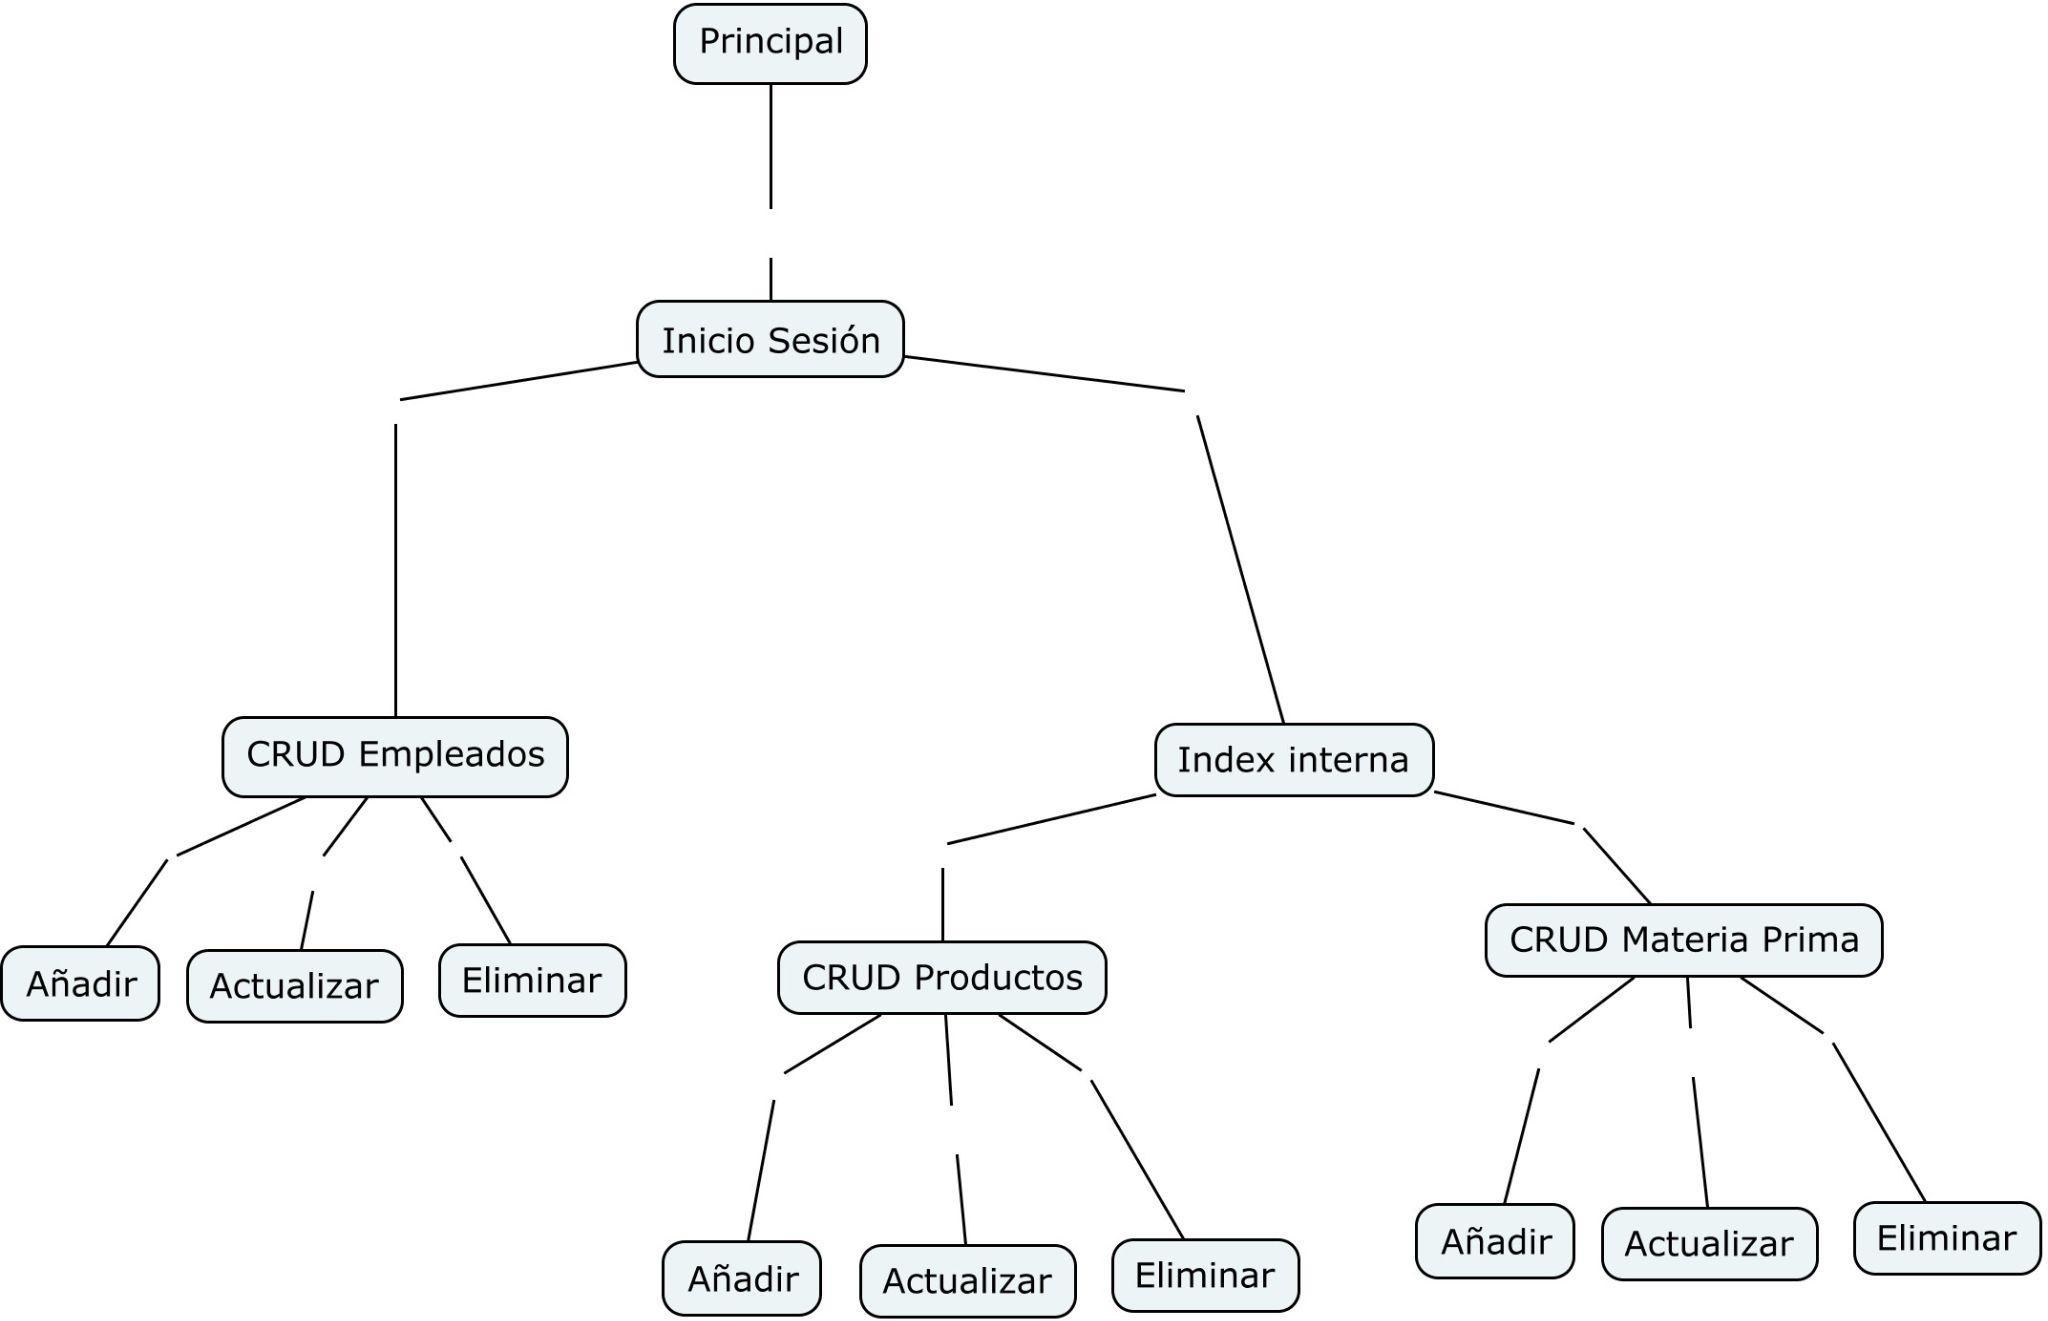 Principal
Inicio Sesión
CRUD Empleados
Index interna
Añadir
Actualizar
Eliminar
CRUD Productos
CRUD Materia Prima
Añadir
Actualizar
Eliminar
Añadir
Actualizar
Eliminar